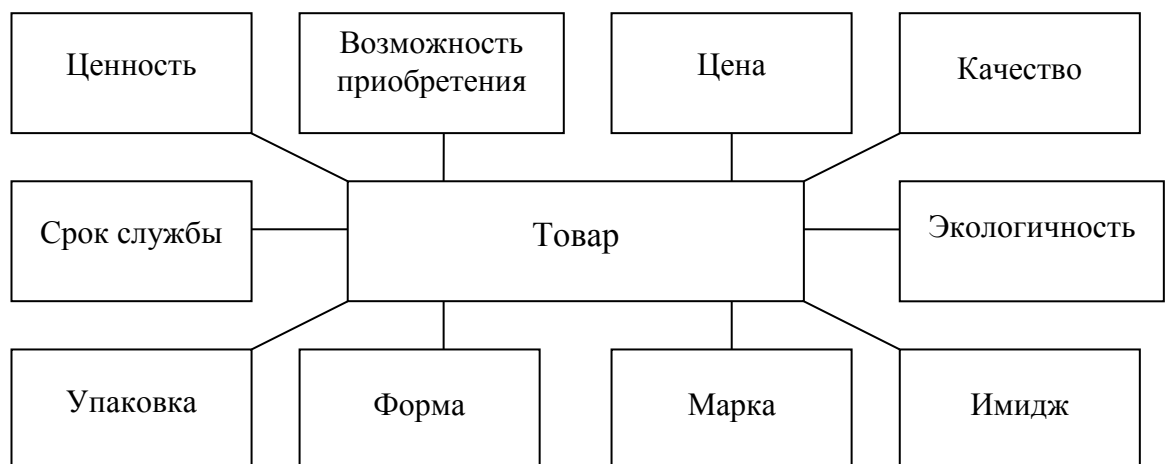 Ценность
Возможность
приобретения
Цена
Качество
Срок службы
Товар
Экологичность
Упаковка
Форма
Марка
Имидж